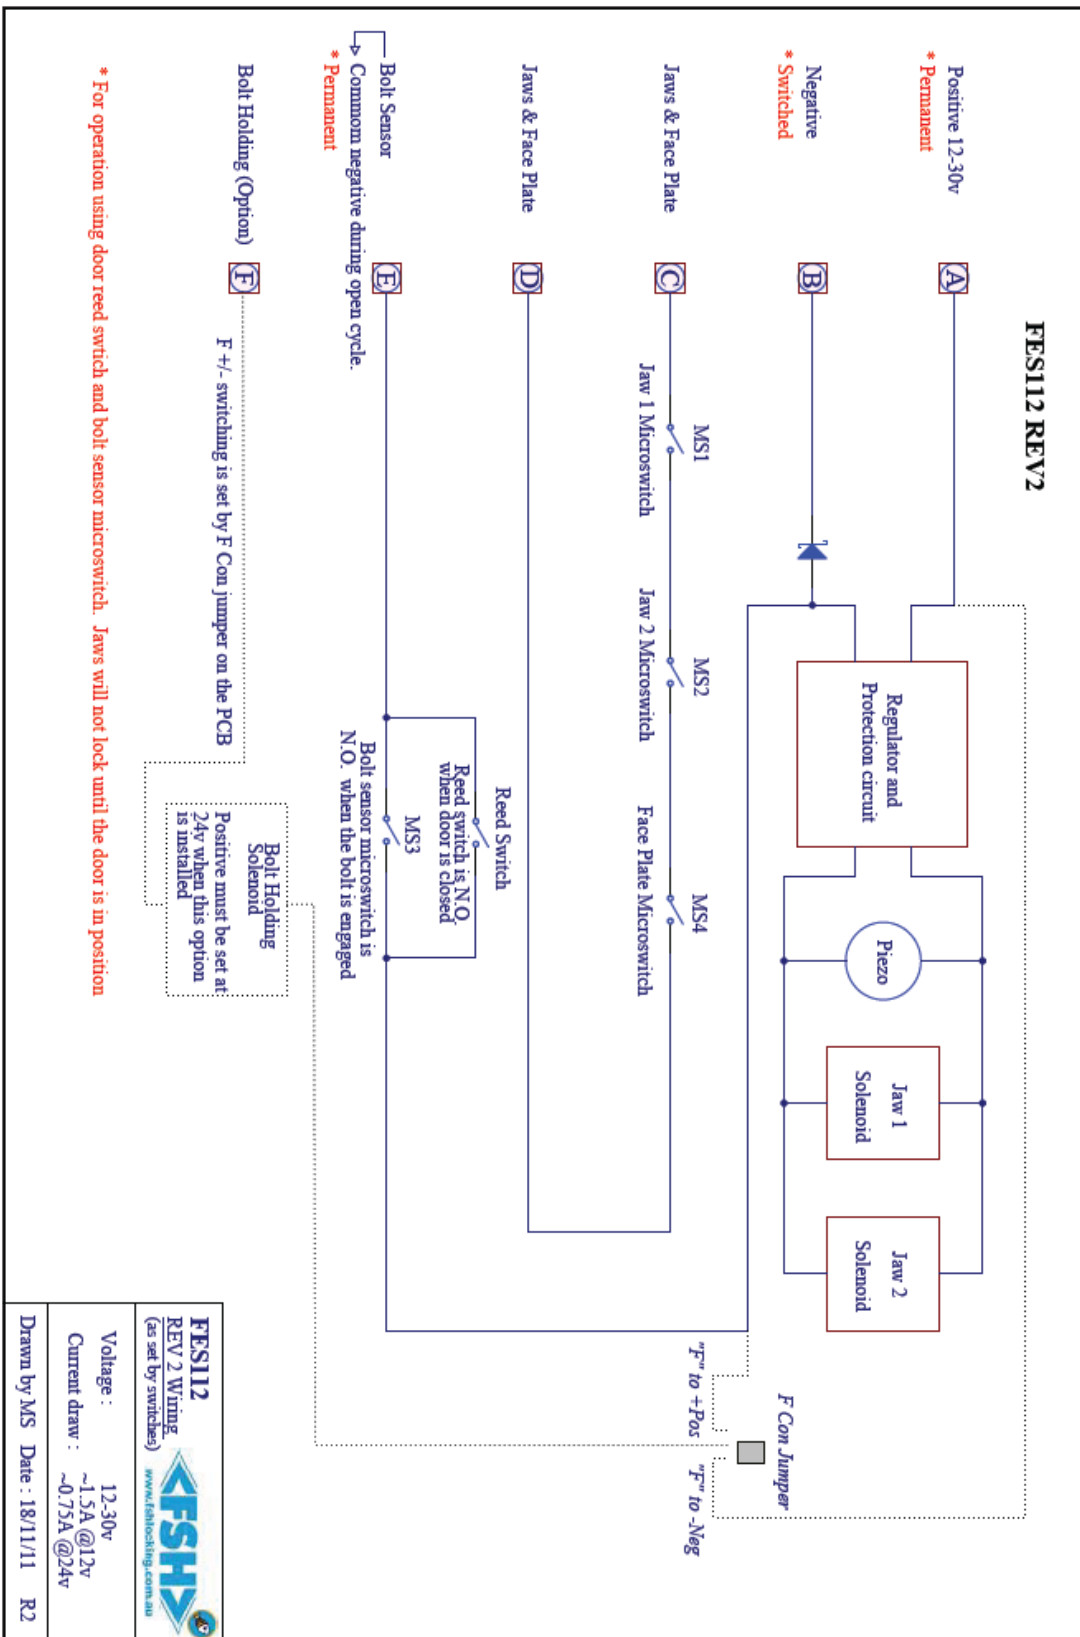 FES112 REV2
Positive 12-30v
* Permanent
A
Negative
* Switched
B
Regulator and
Protection circuit
Piezo
Jaw 1
Solenoid
Jaw 2
Solenoid
Jaws & Face Plate
C
MS1
Jaw 1 Microswitch
MS2
Jaw 2 Microswitch
MS4
Face Plate Microswitch
F Con Jumper
"F" to +Pos
"F" to -Neg
Jaws & Face Plate
D
Reed Switch
Reed switch is N.O.
when door is closed
Bolt Sensor
Commom negative during open cycle.
* Permanent
E
MS3
Bolt sensor microswitch is
N.O. when the bolt is engaged
Bolt Holding (Option)
F
F +/- switching is set by F Con jumper on the PCB
Bolt Holding
Solenoid
Positive must be set at
24v when this option
is installed
* For operation using door reed swtich and bolt sensor microswitch. Jaws will not lock until the door is in position
FES112
REV 2 Wiring
(as set by switches)
FSH
www.fshlocking.com.au
Voltage : 12-30v
Current draw : ~1.5A @12v
~0.75A @24v
Drawn by MS Date : 18/11/11 R2